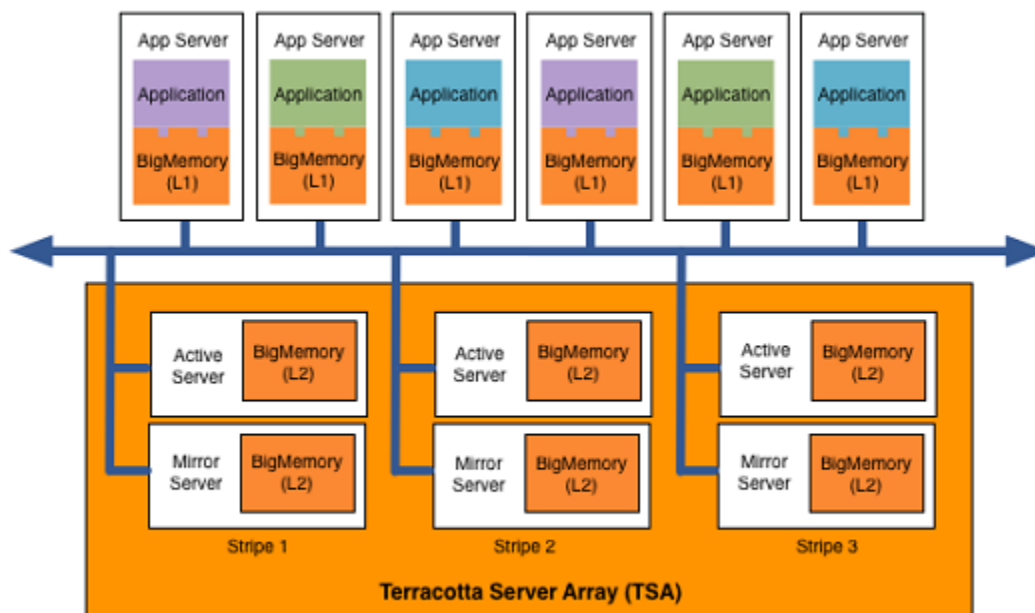 App Server
App Server
App Server
App Server
App Server
App Server
Application
Application
Application
Application
Application
Application
BigMemory
(L1)
BigMemory
(L1)
BigMemory
(L1)
BigMemory
(L1)
BigMemory
(L1)
BigMemory
(L1)
Active
Server
BigMemory
(L2)
Active
Server
BigMemory
(L2)
Active
Server
BigMemory
(L2)
Mirror
Server
BigMemory
(L2)
Mirror
Server
BigMemory
(L2)
Mirror
Server
BigMemory
(L2)
Stripe 1
Stripe 2
Stripe 3
Terracotta Server Array (TSA)